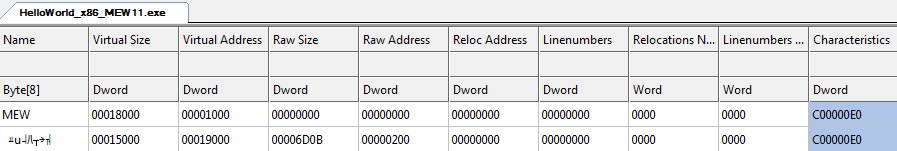 HelloWorld_x86_MEW11.exe
Name Virtual Size Virtual Address Raw Size Raw Address Reloc Address Linenumbers Relocations N... Linenumbers ... Characteristics
Byte[8] Dword Dword Dword Dword Dword Dword Word Word Dword
MEW 00018000 00001000 00000000 00000000 00000000 00000000 0000 0000 C00000E0
00015000 00019000 00006D0B 00000200 00000000 00000000 0000 0000 C00000E0